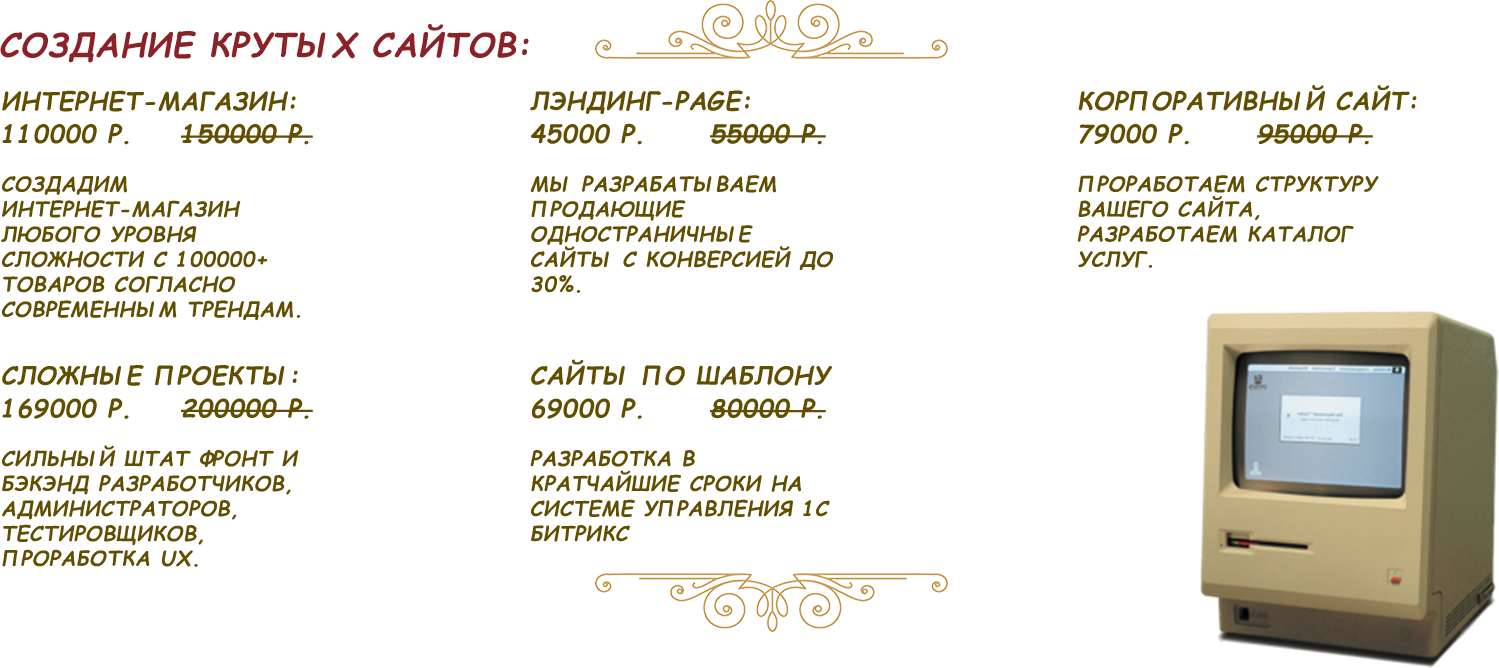 СОЗДАНИЕ КРУТЫХ САЙТОВ:
ИНТЕРНЕТ-МАГАЗИН:
110000 Р. 150000 Р.
СОЗДАДИМ
ИНТЕРНЕТ-МАГАЗИН
ЛЮБОГО УРОВНЯ
СЛОЖНОСТИ С 100000+
ТОВАРОВ СОГЛАСНО
СОВРЕМЕННЫМ ТРЕНДАМ.
ЛЭНДИНГ-PAGE:
45000 Р. 55000 Р.
МЫ РАЗРАБАТЫВАЕМ
ПРОДАЮЩИЕ
ОДНОСТРАНИЧНЫЕ
САЙТЫ С КОНВЕРСИЕЙ ДО
30%.
КОРПОРАТИВНЫЙ САЙТ:
79000 Р. 95000 Р.
ПРОРАБОТАЕМ СТРУКТУРУ
ВАШЕГО САЙТА,
РАЗРАБОТАЕМ КАТАЛОГ
УСЛУГ.
СЛОЖНЫЕ ПРОЕКТЫ:
169000 Р. 200000 Р.
СИЛЬНЫЙ ШТАТ ФРОНТ И
БЭКЭНД РАЗРАБОТЧИКОВ,
АДМИНИСТРАТОРОВ,
ТЕСТИРОВЩИКОВ,
ПРОРАБОТКА UX.
САЙТЫ ПО ШАБЛОНУ
69000 Р. 80000 Р.
РАЗРАБОТКА В
КРАТЧАЙШИЕ СРОКИ НА
СИСТЕМЕ УПРАВЛЕНИЯ 1С
БИТРИКС